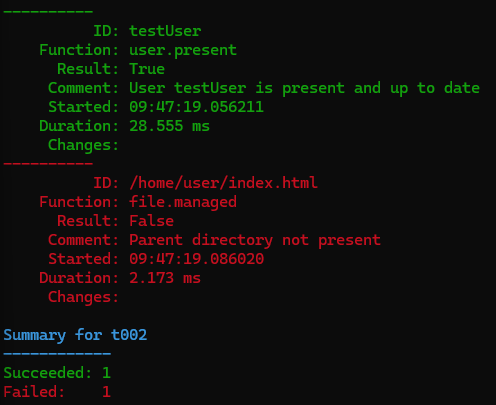 ----------
          ID: testUser
    Function: user.present
      Result: True
     Comment: User testUser is present and up to date
     Started: 09:47:19.056211
    Duration: 28.555 ms
     Changes:
----------
          ID: /home/user/index.html
    Function: file.managed
      Result: False
     Comment: Parent directory not present
     Started: 09:47:19.086020
    Duration: 2.173 ms
     Changes:

Summary for t002
------------
Succeeded: 1
Failed:    1